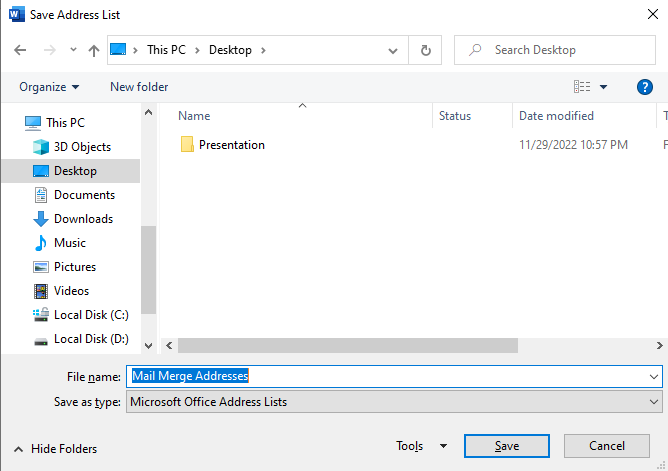 Save Address List
This PC > Desktop >
Search Desktop
Organize
New folder
?
Name
Status
Date modified
T
This PC
3D Objects
Desktop
Documents
Downloads
Music
Pictures
Videos
Local Disk (C:)
Local Disk (D:)
Presentation
11/29/2022 10:57 PM
F
File name:
Mail Merge Addresses
Save as type:
Microsoft Office Address Lists
Hide Folders
Tools
Save
Cancel